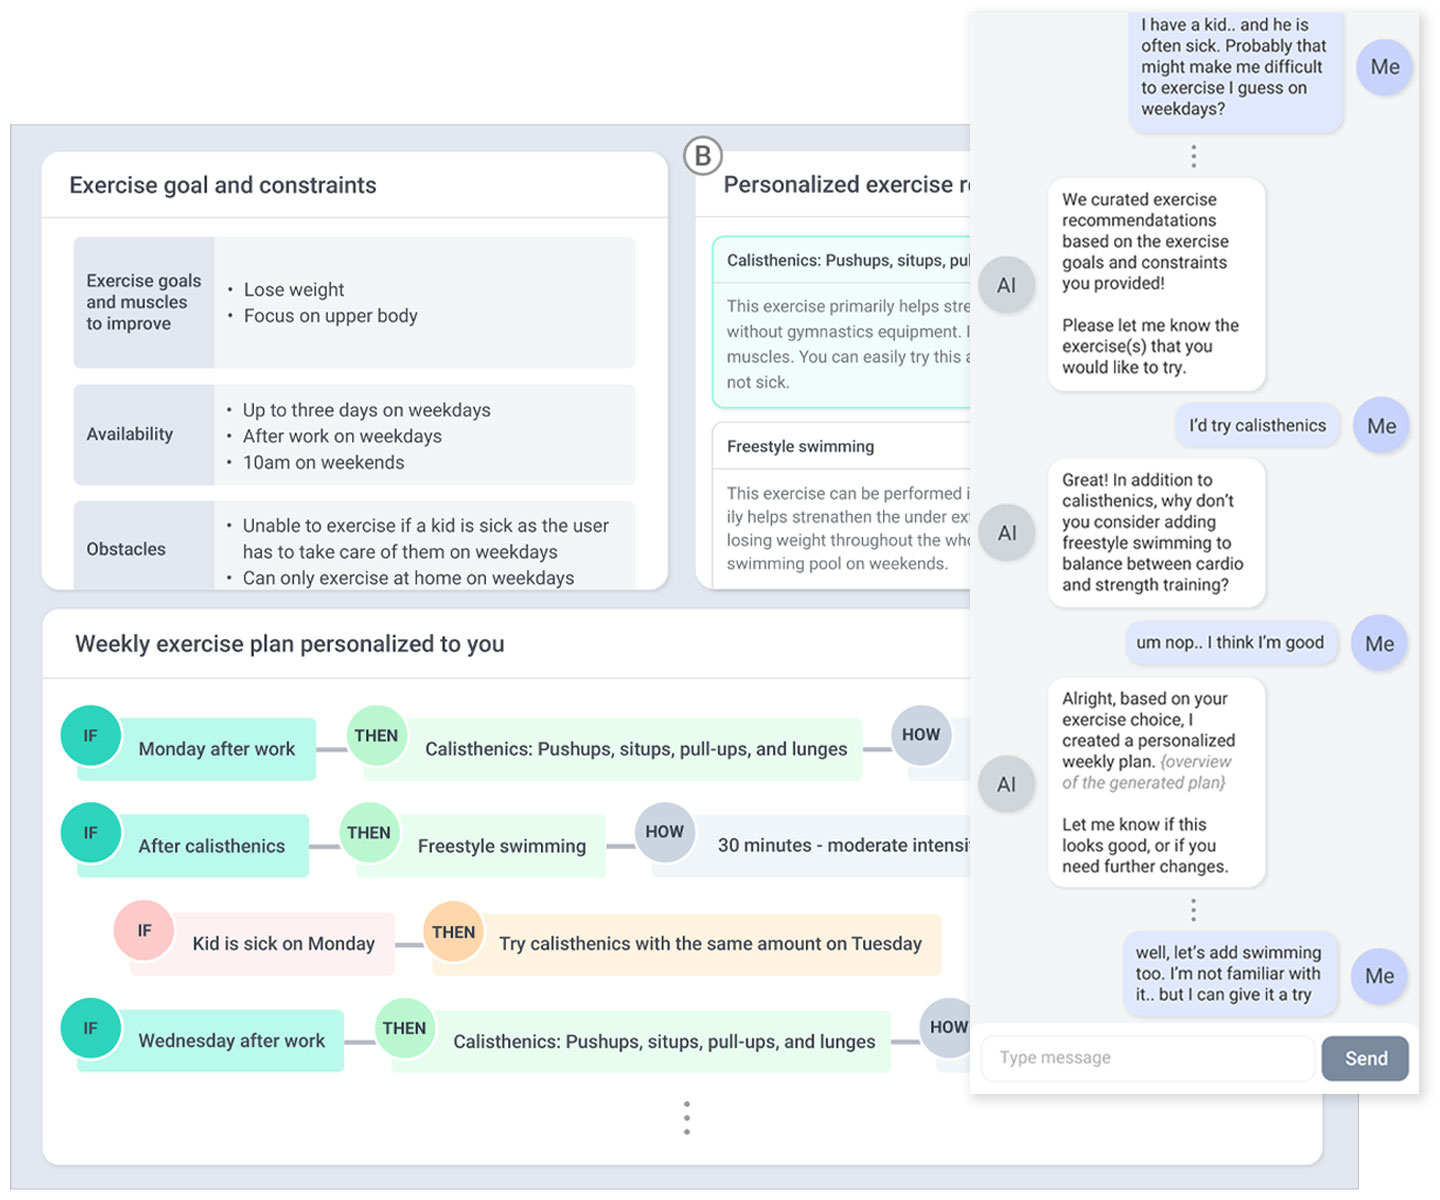 Exercise goal and constraints
Exercise goals
and muscles
to improve
• Lose weight
• Focus on upper body
Availability
• Up to three days on weekdays
• After work on weekdays
• 10am on weekends
Obstacles
• Unable to exercise if a kid is sick as the user
has to take care of them on weekdays
• Can only exercise at home on weekdays
B
Personalized exercise
Calisthenics: Pushups, situps,
This exercise primarily helps
without gymnastics equipment.
muscles. You can easily try this
not sick.
Freestyle swimming
This exercise can be performed
ily helps strenathen the under
losing weight throughout the
swimming pool on weekends.
Weekly exercise plan personalized to you
IF
Monday after work
THEN
Calisthenics: Pushups, situps, pull-ups, and lunges
HOW
IF
After calisthenics
THEN
Freestyle swimming
HOW
30 minutes - moderate
IF
Kid is sick on Monday
THEN
Try calisthenics with the same amount on Tuesday
IF
Wednesday after work
THEN
Calisthenics: Pushups, situps, pull-ups, and lunges
HOW
I have a kid.. and he is
often sick. Probably that
might make me difficult
to exercise I guess on
weekdays?
Me
We curated exercise
recommendatations
based on the exercise
goals and constraints
you provided!
Please let me know the
exercise(s) that you
would like to try.
AI
I'd try calisthenics
Me
Great! In addition to
calisthenics, why don't
you consider adding
freestyle swimming to
balance between cardio
and strength training?
AI
um nop.. I think I'm good
Me
Alright, based on your
exercise choice, I
created a personalized
weekly plan. {overview
of the generated plan}
Let me know if this
looks good, or if you
need further changes.
AI
well, let's add swimming
too. I'm not familiar with
it.. but I can give it a try
Me
Type message
Send